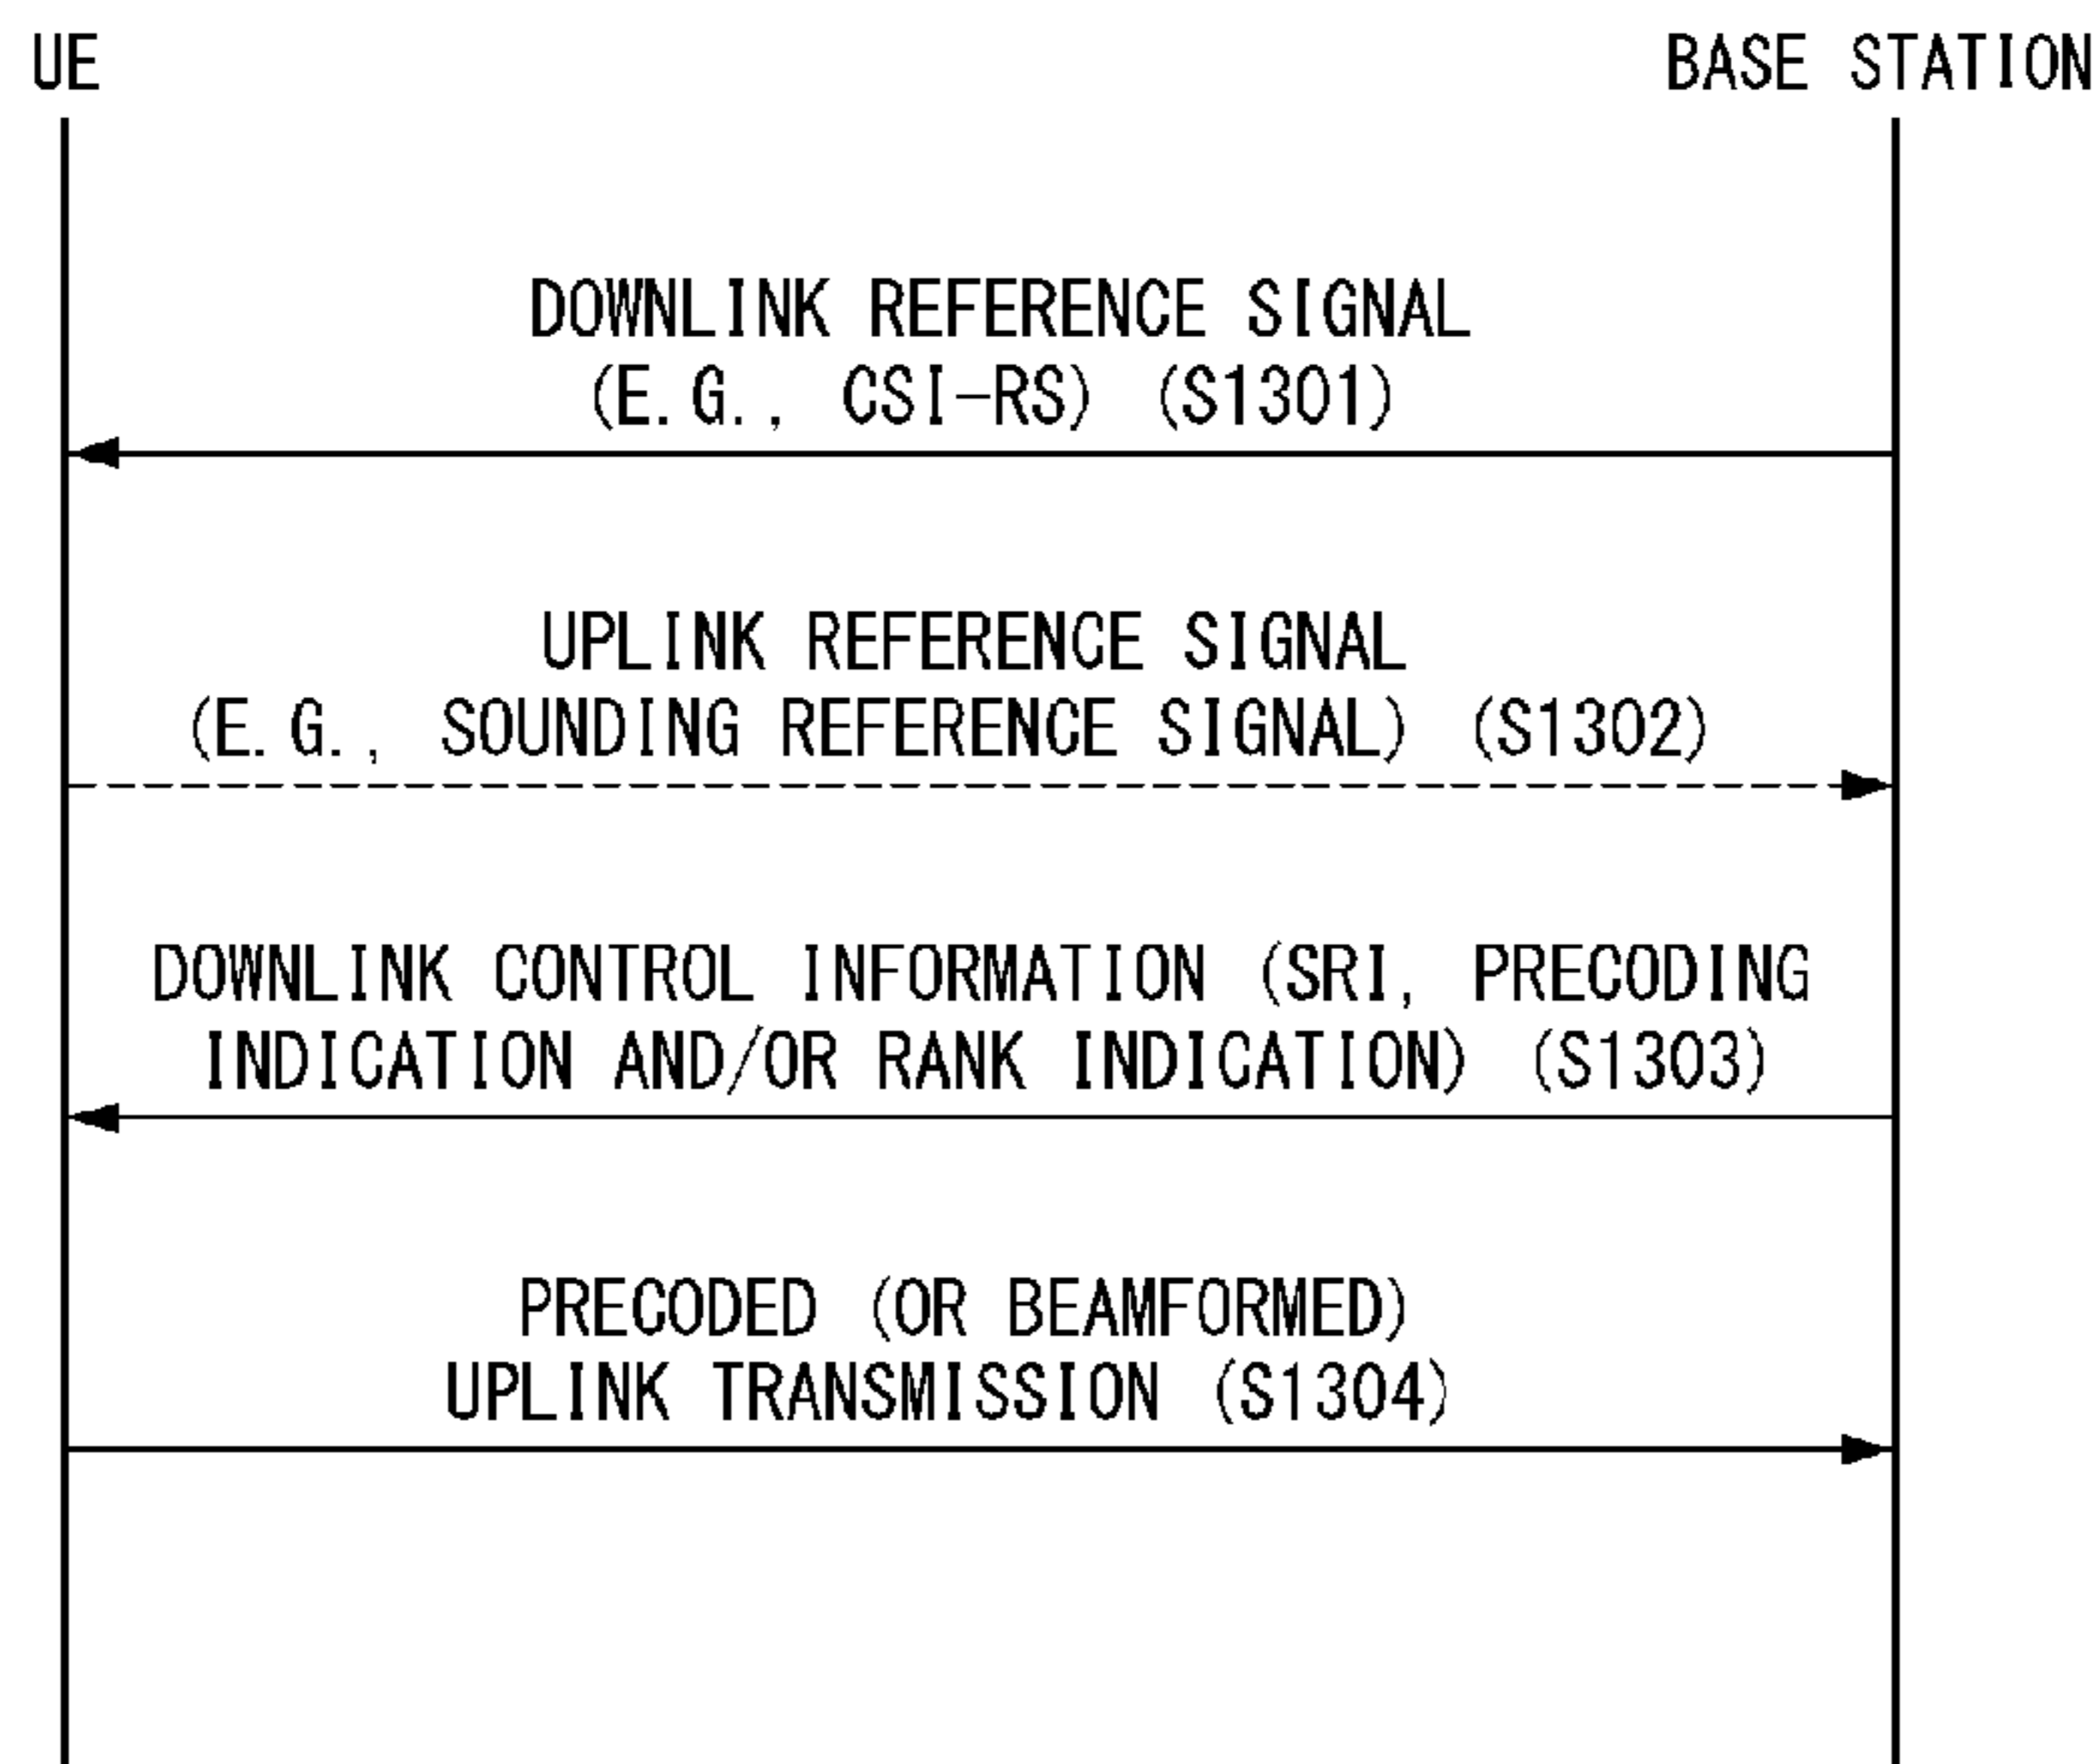 UE
BASE STATION
DOWNLINK REFERENCE SIGNAL
(E.G., CSI-RS) (S1301)
UPLINK REFERENCE SIGNAL
(E.G., SOUNDING REFERENCE SIGNAL) (S1302)
DOWNLINK CONTROL INFORMATION (SRI, PRECODING
INDICATION AND/OR RANK INDICATION) (S1303)
PRECODED (OR BEAMFORMED)
UPLINK TRANSMISSION (S1304)